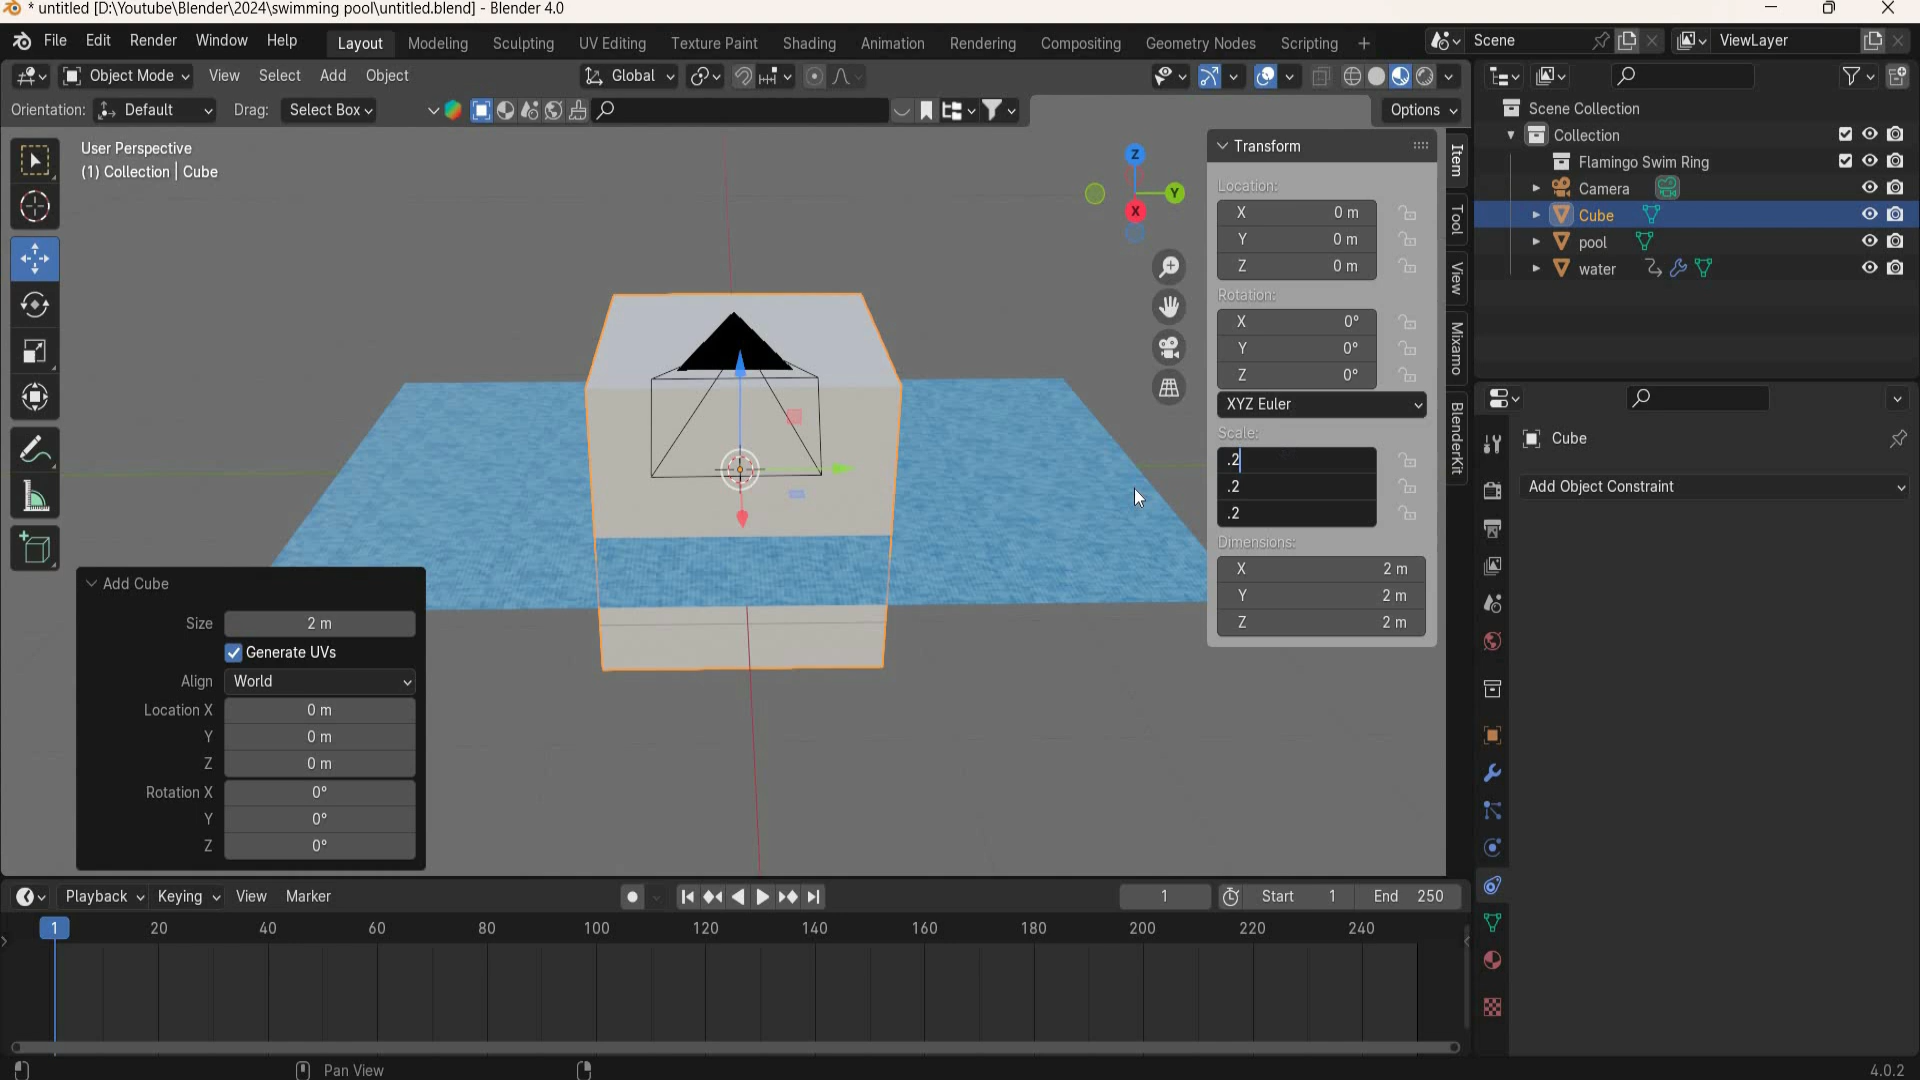 * untitled [D:\Youtube\Blender\2024\swimming pool\untitled.blend] - Blender 4.0
File Edit Render Window Help Layout Modeling Sculpting UV Editing Texture Paint Shading Animation Rendering Compositing Geometry Nodes Scripting + Scene ViewLayer
Object Mode View Select Add Object Global
Orientation: Default Drag: Select Box Options
Scene Collection
Collection
Flamingo Swim Ring
Camera
Cube
pool
water
User Perspective
(1) Collection | Cube
Z
Y
X
Transform
Location:
X 0 m
Y 0 m
Z 0 m
Rotation:
X 0°
Y 0°
Z 0°
XYZ Euler
Scale:
.2
.2
.2
Dimensions:
X 2 m
Y 2 m
Z 2 m
Item
Tool
View
Mixamo
BlenderKit
Cube
Add Object Constraint
Add Cube
Size 2 m
Generate UVs
Align World
Location X 0 m
Y 0 m
Z 0 m
Rotation X 0°
Y 0°
Z 0°
Playback Keying View Marker 1 Start 1 End 250
1 20 40 60 80 100 120 140 160 180 200 220 240
Pan View
4.0.2